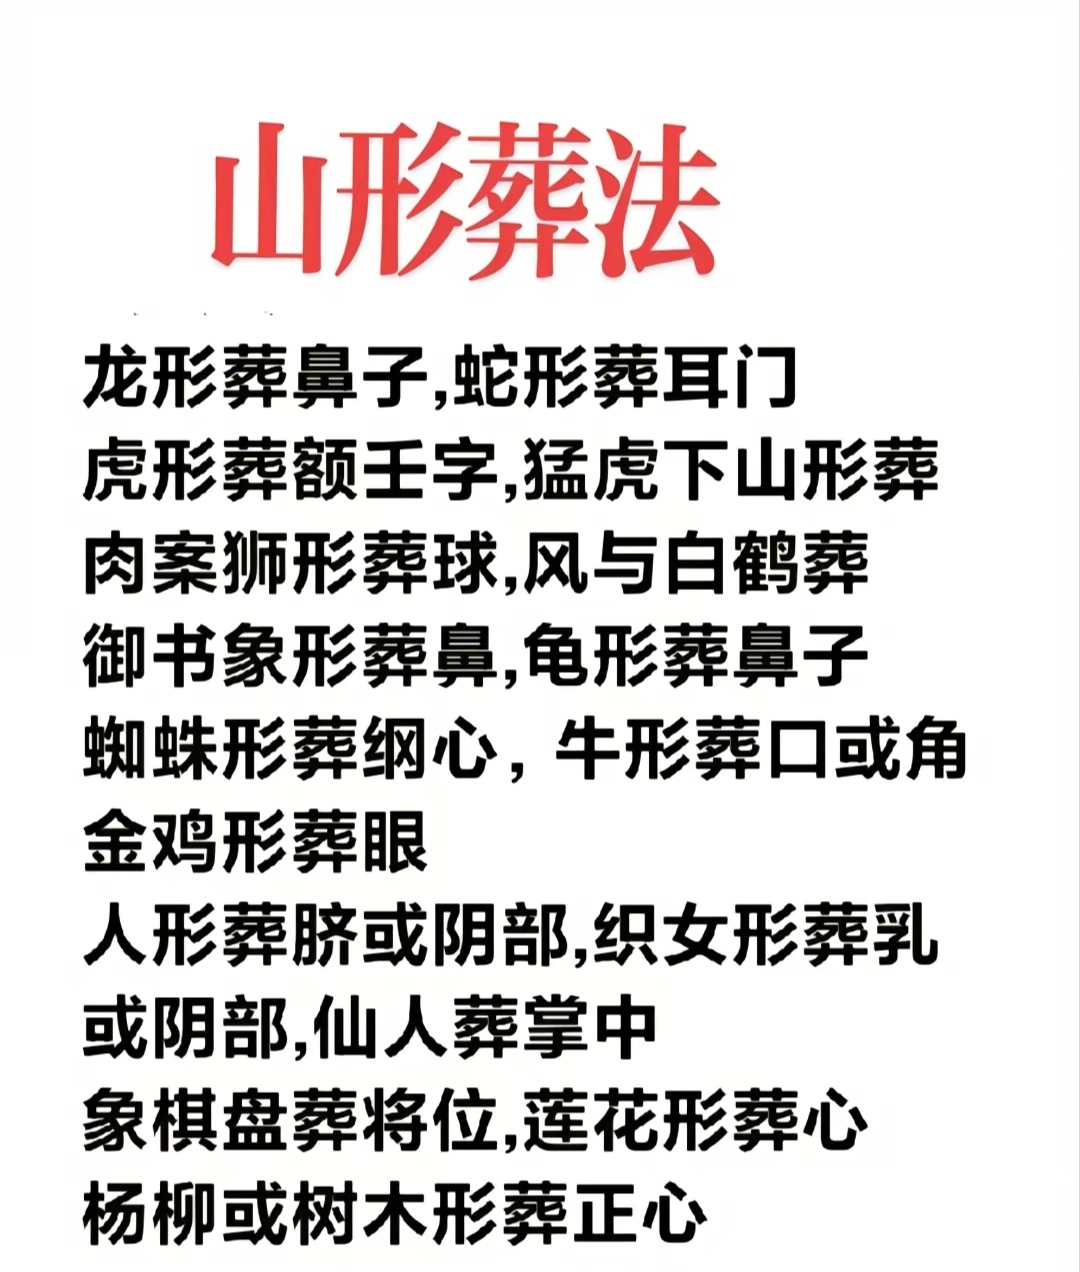 山形葬法
龙形葬鼻子,蛇形葬耳门
虎形葬额壬字,猛虎下山形葬
肉案狮形葬球,风与白鹤葬
御书象形葬鼻,龟形葬鼻子
蜘蛛形葬纲心，牛形葬口或角
金鸡形葬眼
人形葬脐或阴部,织女形葬乳
或阴部,仙人葬掌中
象棋盘葬将位,莲花形葬心
杨柳或树木形葬正心